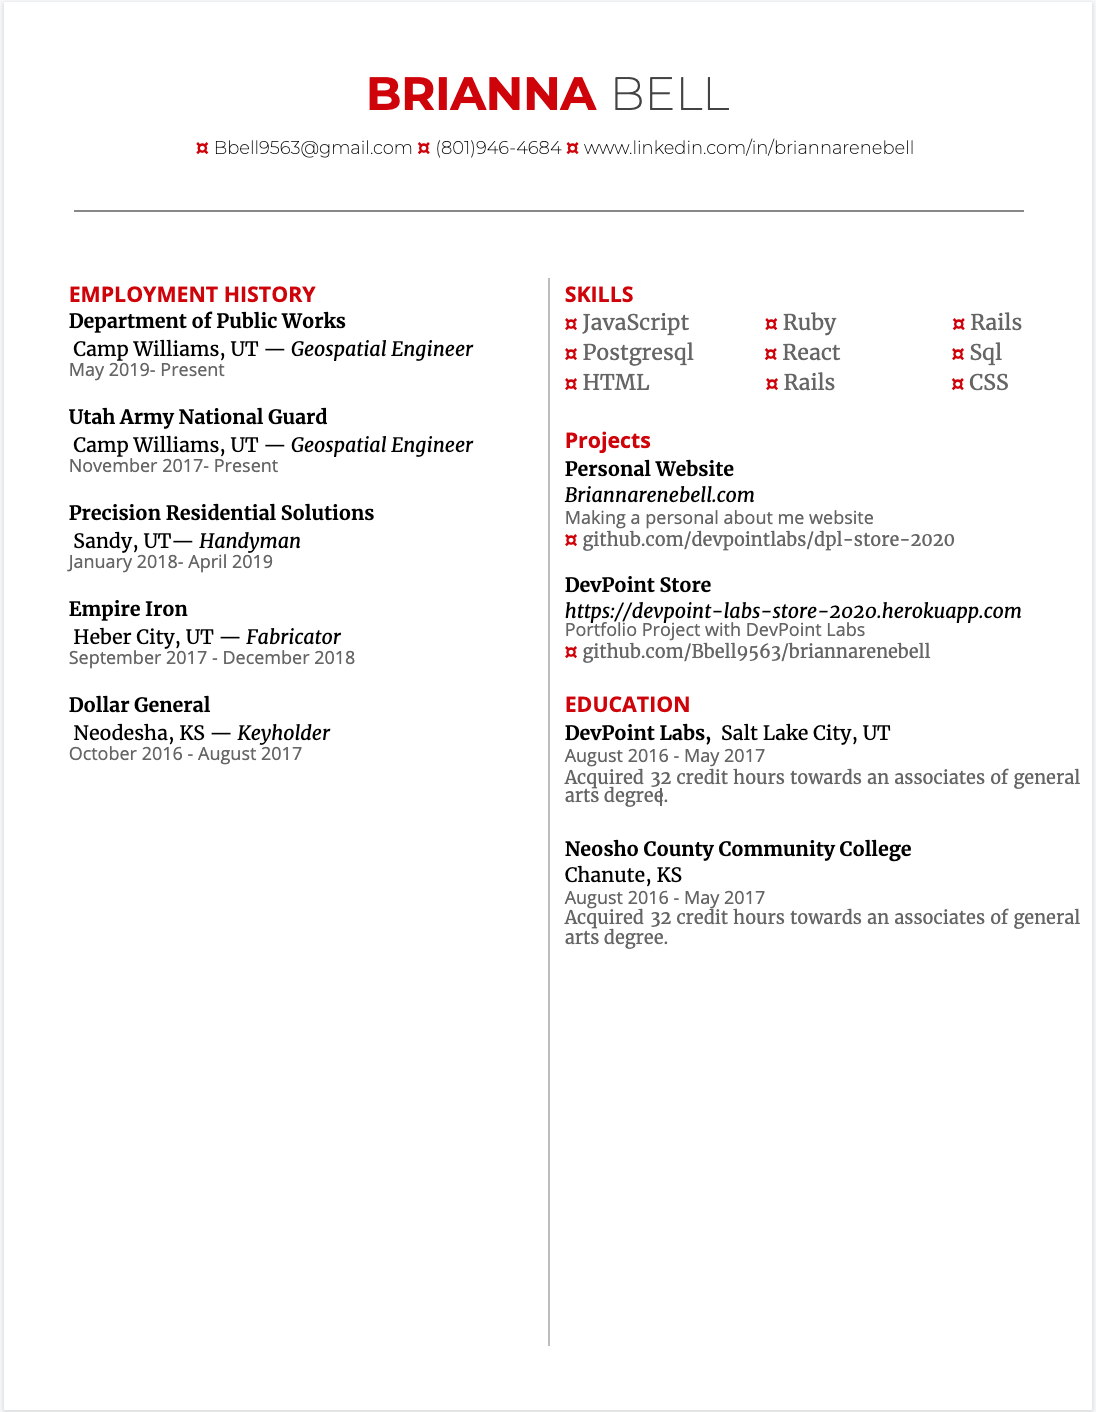 BRIANNA BELL
¤ Bbell9563@gmail.com ¤ (801)946-4684 ¤ www.linkedin.com/in/briannarenebell
EMPLOYMENT HISTORY
Department of Public Works
Camp Williams, UT — Geospatial Engineer
May 2019- Present
Utah Army National Guard
Camp Williams, UT — Geospatial Engineer
November 2017- Present
Precision Residential Solutions
Sandy, UT— Handyman
January 2018- April 2019
Empire Iron
Heber City, UT — Fabricator
September 2017 - December 2018
Dollar General
Neodesha, KS — Keyholder
October 2016 - August 2017
SKILLS
¤ JavaScript ¤ Ruby ¤ Rails
¤ Postgresql ¤ React ¤ Sql
¤ HTML ¤ Rails ¤ CSS
Projects
Personal Website
Briannarenebell.com
Making a personal about me website
¤ github.com/devpointlabs/dpl-store-2020
DevPoint Store
https://devpoint-labs-store-2020.herokuapp.com
Portfolio Project with DevPoint Labs
¤ github.com/Bbell9563/briannarenebell
EDUCATION
DevPoint Labs, Salt Lake City, UT
August 2016 - May 2017
Acquired 32 credit hours towards an associates of general
arts degree.
Neosho County Community College
Chanute, KS
August 2016 - May 2017
Acquired 32 credit hours towards an associates of general
arts degree.